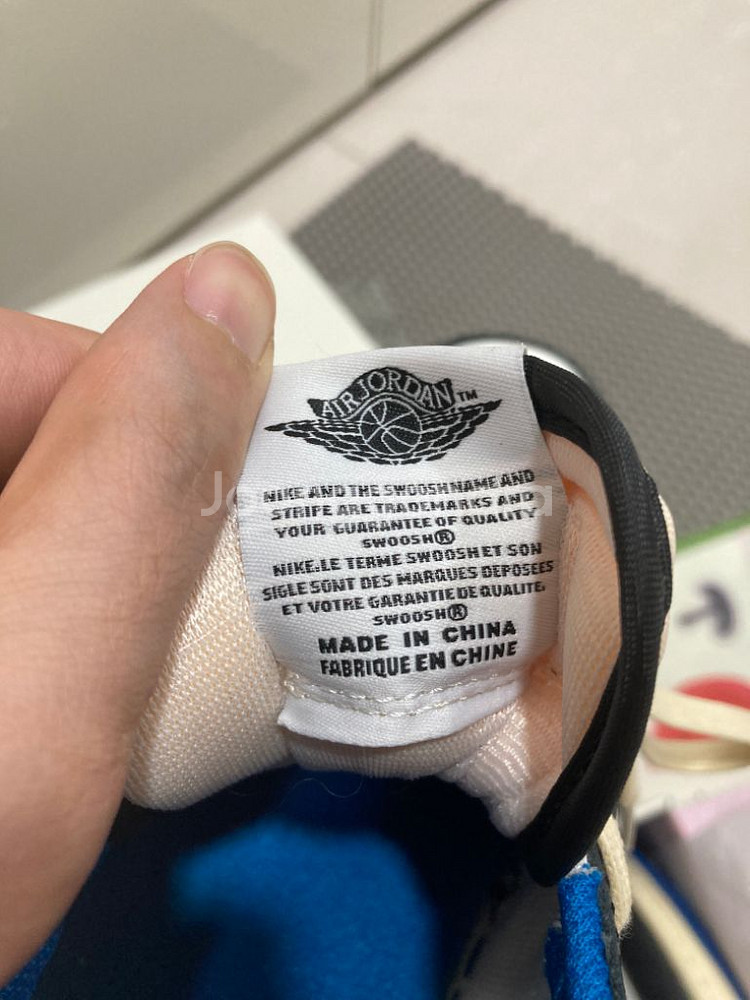 AIR JORDAN™
NIKE AND THE SWOOSH NAME AND
STRIPE ARE TRADEMARKS AND
YOUR GUARANTEE OF QUALITY
SWOOSH®
NIKE.LE TERME SWOOSH ET SON
SIGLE SONT DES MARQUES DEPOSEES
ET VOTRE GARANTIE DE QUALITE.
SWOOSH®
MADE IN CHINA
FABRIQUE EN CHINE